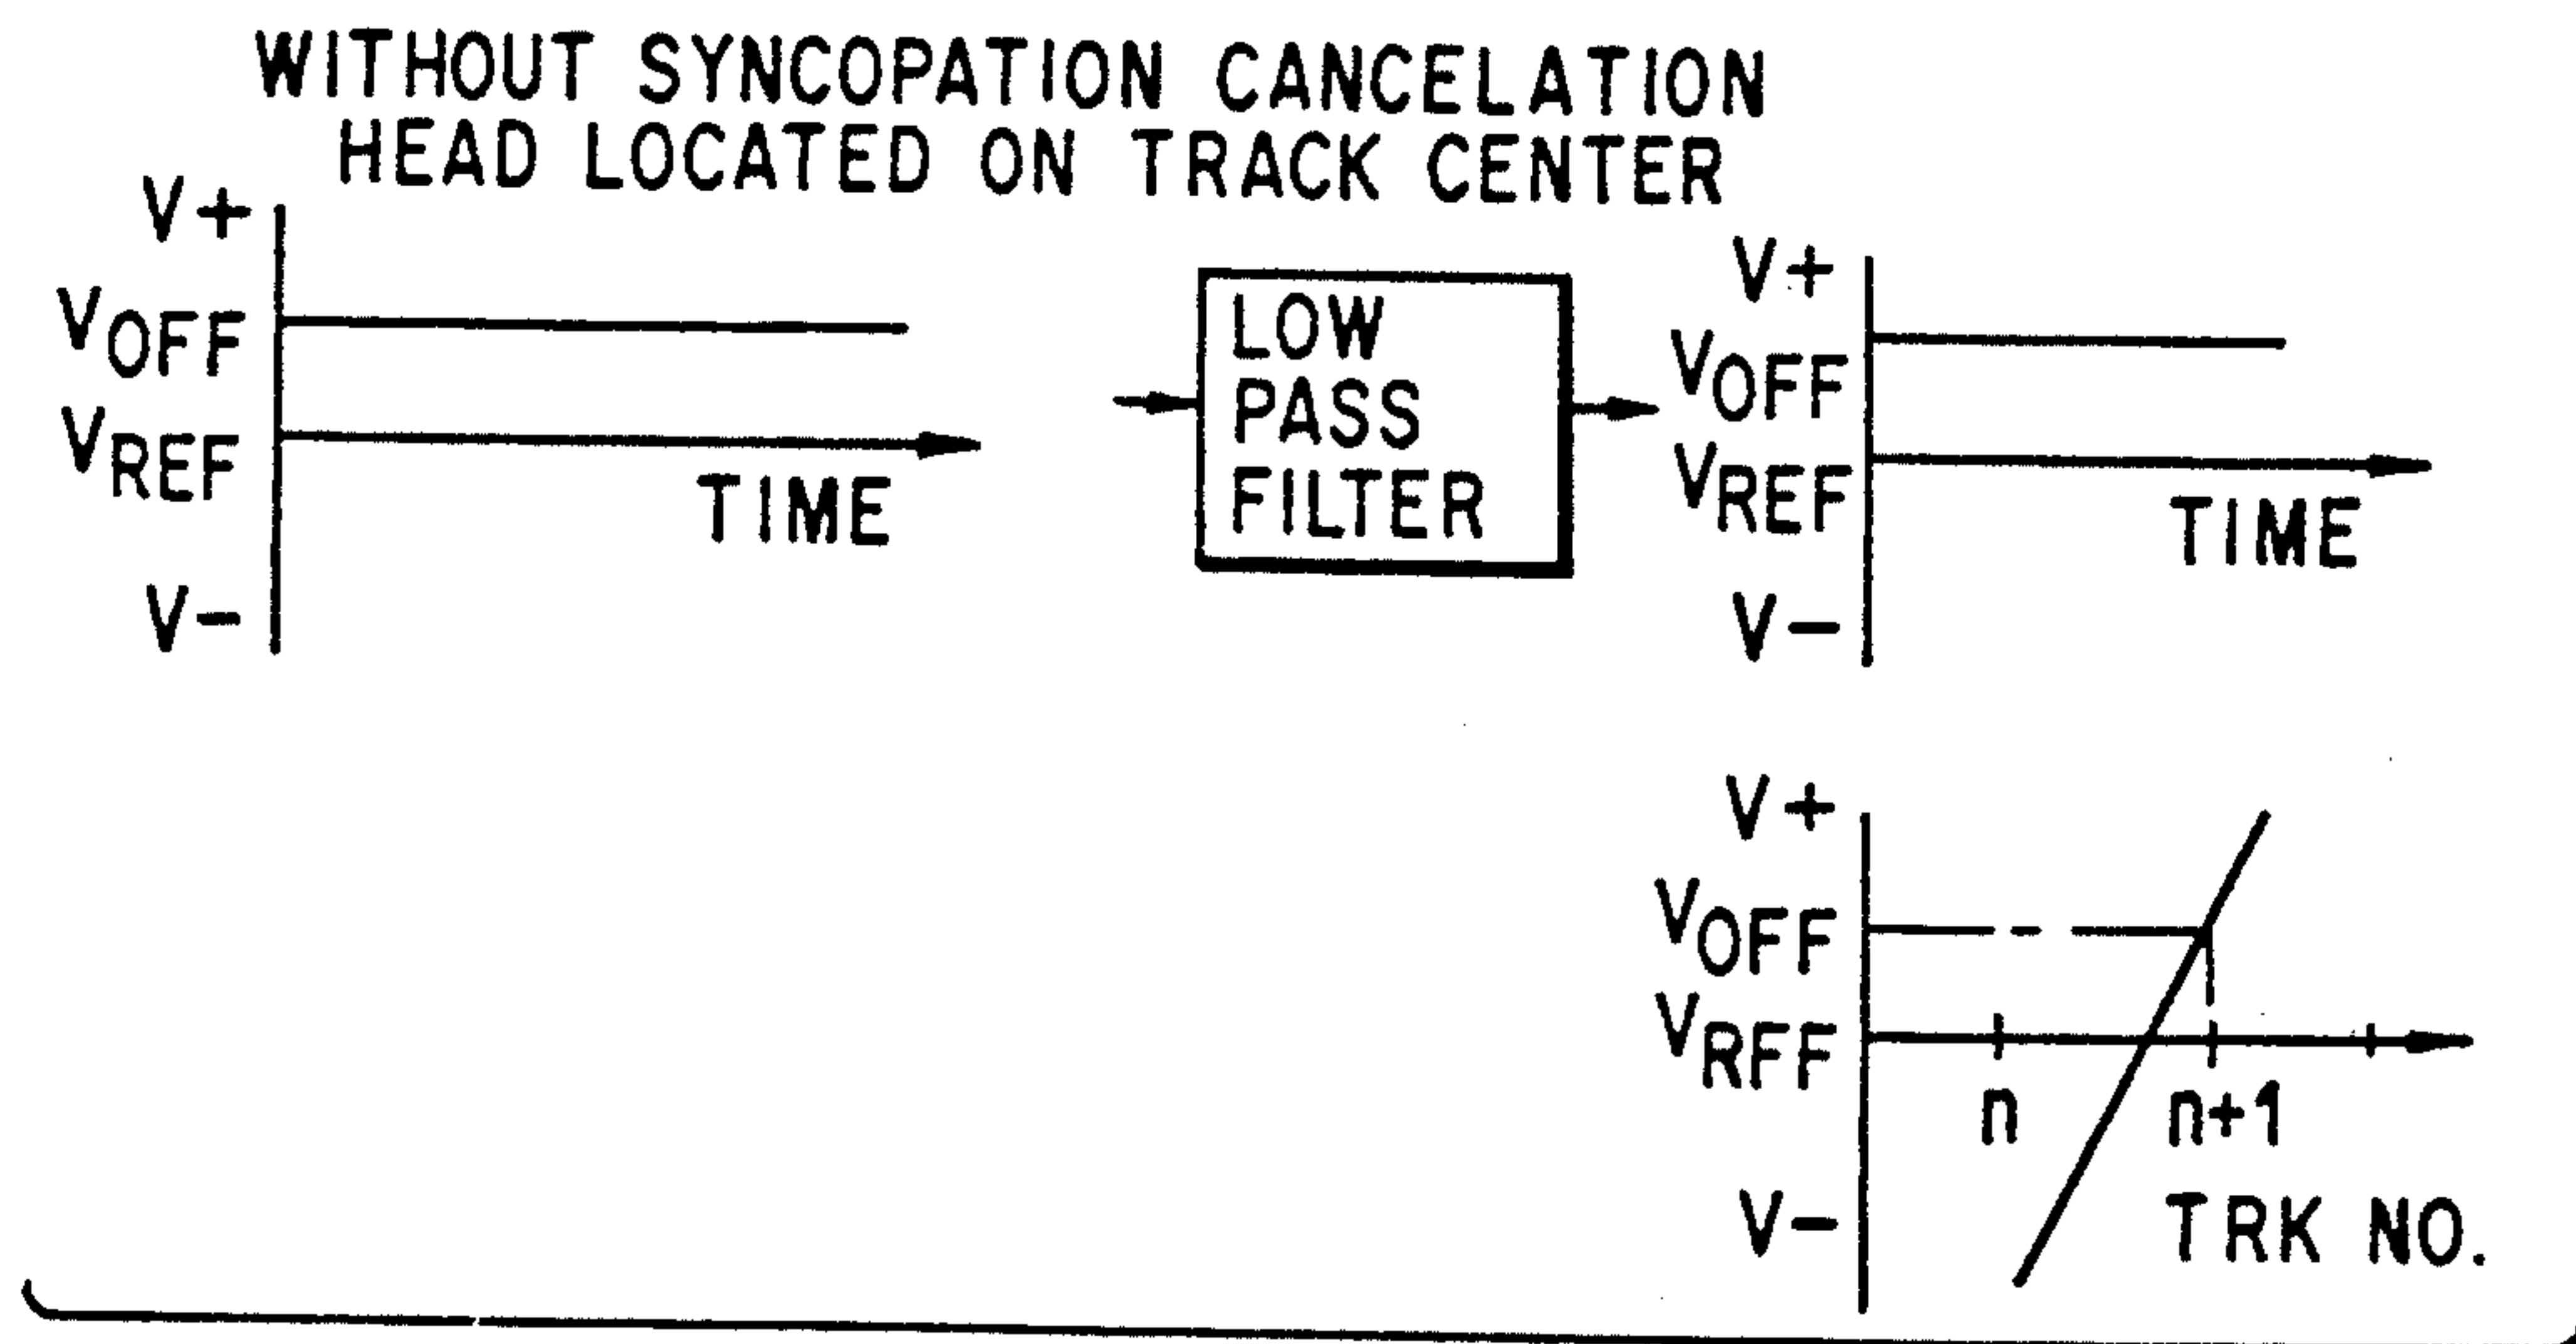 WITHOUT SYNCOPATION CANCELATION
HEAD LOCATED ON TRACK CENTER
V+
VOFF
VREF
V-
TIME
LOW
PASS
FILTER
V+
VOFF
VREF
V-
TIME
V+
VOFF
VRFF
V-
n
n+1
TRK NO.